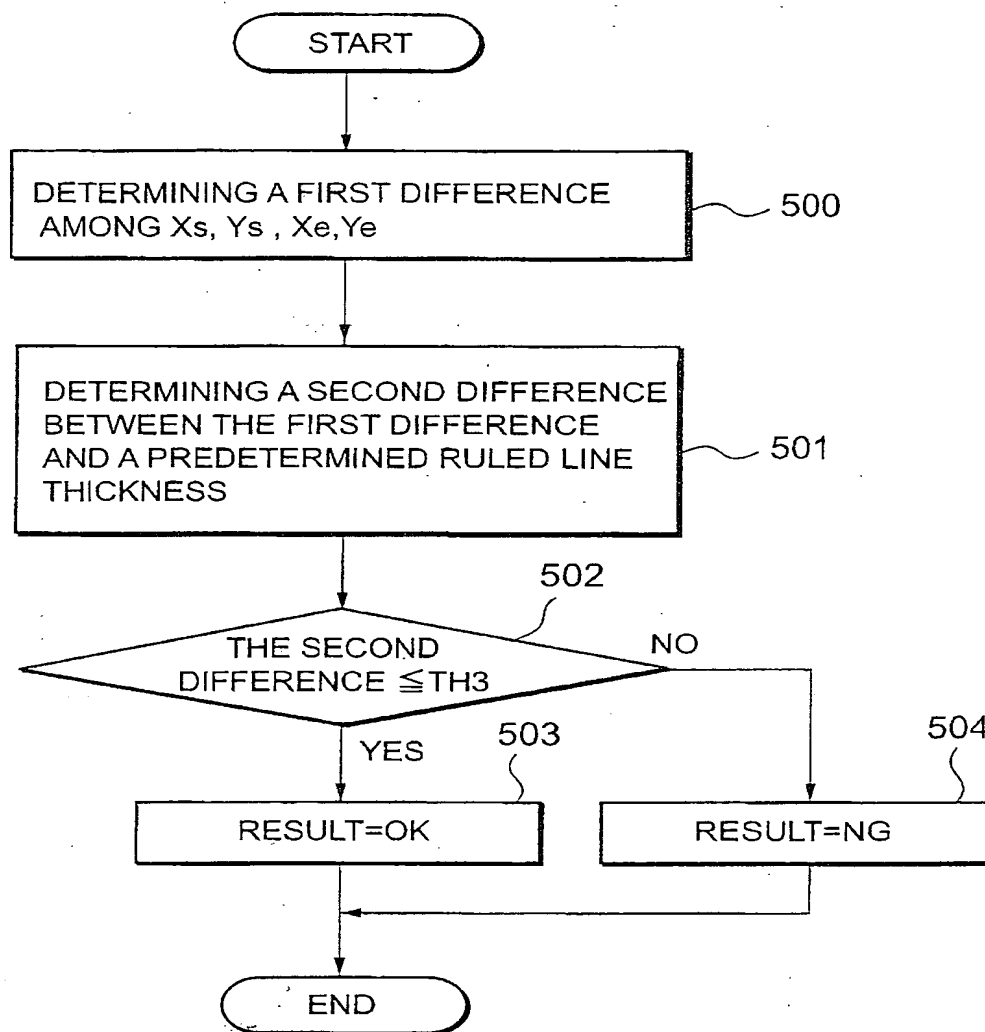 START
DETERMINING A FIRST DIFFERENCE
AMONG Xs, Ys , Xe,Ye
500
DETERMINING A SECOND DIFFERENCE
BETWEEN THE FIRST DIFFERENCE
AND A PREDETERMINED RULED LINE
THICKNESS
501
502
THE SECOND
DIFFERENCE ≦TH3
NO
YES
503
504
RESULT=OK
RESULT=NG
END